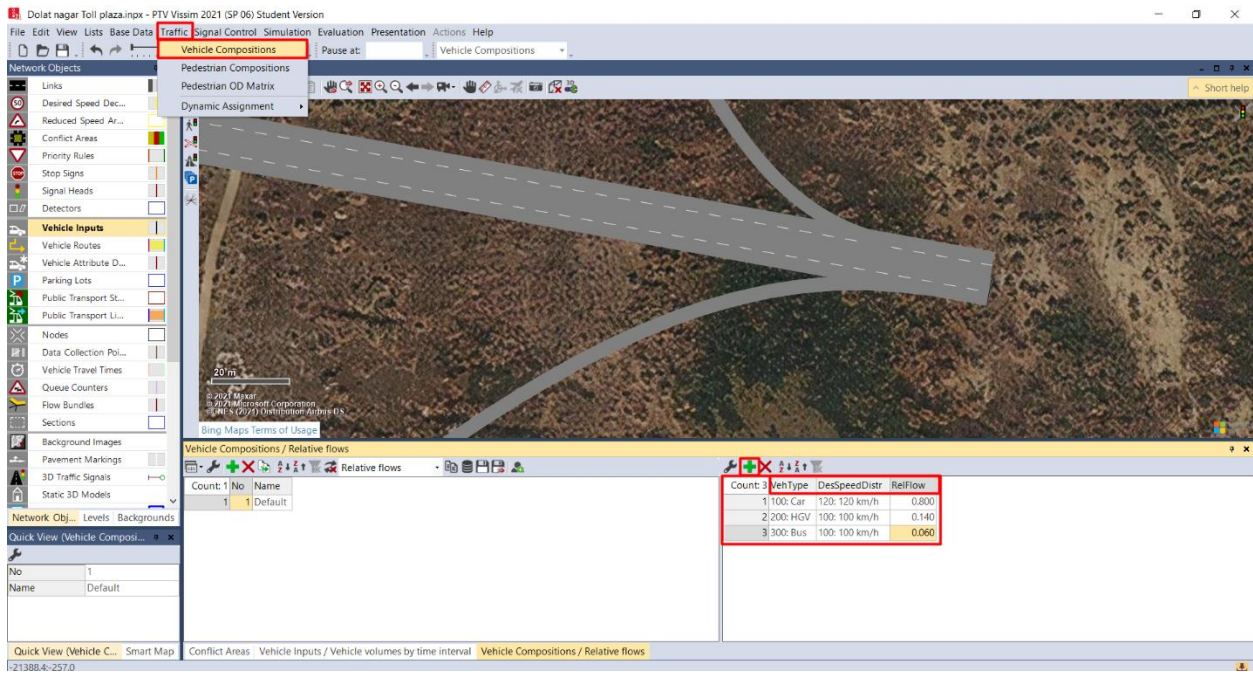 Dolat nagar Toll plaza.inpx - PTV Vissim 2021 (SP 06) Student Version
File Edit View Lists Base Data Traffic Signal Control Simulation Evaluation Presentation Actions Help
Vehicle Compositions
Pause at:
Vehicle Compositions
Network Objects
Pedestrian Compositions
Links
Pedestrian OD Matrix
Short help
Desired Speed Dec...
Dynamic Assignment
Reduced Speed Ar...
Conflict Areas
Priority Rules
Stop Signs
Signal Heads
Detectors
Vehicle Inputs
Vehicle Routes
Vehicle Attribute D...
Parking Lots
Public Transport St...
Public Transport Li...
Nodes
Data Collection Poi...
Vehicle Travel Times
Queue Counters
Flow Bundles
Sections
Background Images
Pavement Markings
3D Traffic Signals
Static 3D Models
Network Obj... Levels Backgrounds
20 m
© 2021 Maxar
© 2021 Microsoft Corporation
Bing Maps Terms of Usage
Vehicle Compositions / Relative flows
Relative flows
Count: 1 No Name
1 1 Default
Count: 3 VehType DesSpeedDistr RelFlow
1 100: Car 120: 120 km/h 0.800
2 200: HGV 100: 100 km/h 0.140
3 300: Bus 100: 100 km/h 0.060
Quick View (Vehicle Composi...
No 1
Name Default
Quick View (Vehicle C... Smart Map
Conflict Areas Vehicle Inputs / Vehicle volumes by time interval Vehicle Compositions / Relative flows
-21388.4:-257.0